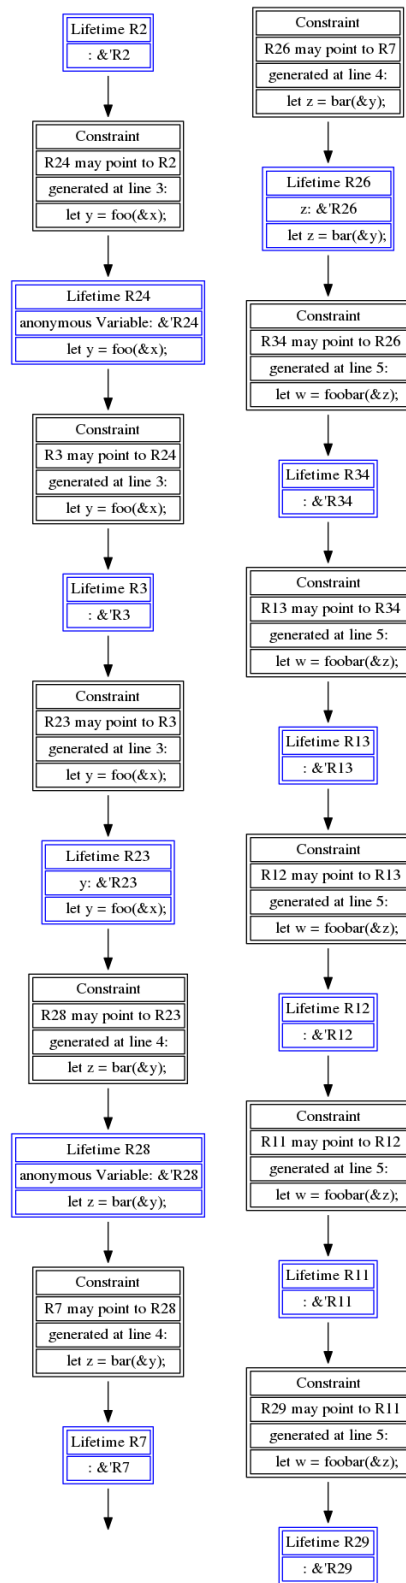 Lifetime R2
: &'R2
Constraint
R24 may point to R2
generated at line 3:
let y = foo(&x);
Lifetime R24
anonymous Variable: &'R24
let y = foo(&x);
Constraint
R3 may point to R24
generated at line 3:
let y = foo(&x);
Lifetime R3
: &'R3
Constraint
R23 may point to R3
generated at line 3:
let y = foo(&x);
Lifetime R23
y: &'R23
let y = foo(&x);
Constraint
R28 may point to R23
generated at line 4:
let z = bar(&y);
Lifetime R28
anonymous Variable: &'R28
let z = bar(&y);
Constraint
R7 may point to R28
generated at line 4:
let z = bar(&y);
Lifetime R7
: &'R7
Constraint
R26 may point to R7
generated at line 4:
let z = bar(&y);
Lifetime R26
z: &'R26
let z = bar(&y);
Constraint
R34 may point to R26
generated at line 5:
let w = foobar(&z);
Lifetime R34
: &'R34
Constraint
R13 may point to R34
generated at line 5:
let w = foobar(&z);
Lifetime R13
: &'R13
Constraint
R12 may point to R13
generated at line 5:
let w = foobar(&z);
Lifetime R12
: &'R12
Constraint
R11 may point to R12
generated at line 5:
let w = foobar(&z);
Lifetime R11
: &'R11
Constraint
R29 may point to R11
generated at line 5:
let w = foobar(&z);
Lifetime R29
: &'R29